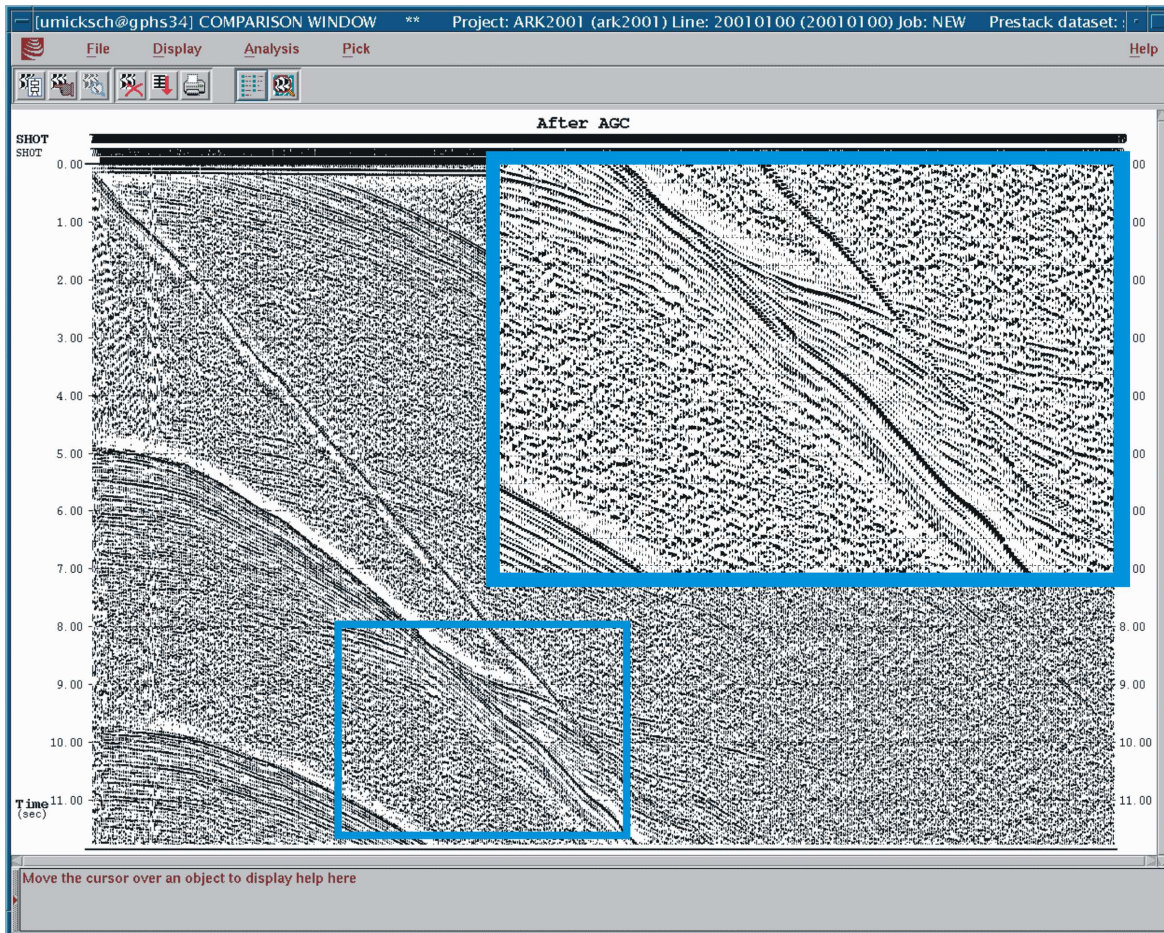 [umicksch@gphs34] COMPARISON WINDOW ** Project: ARK2001 (ark2001) Line: 20010100 (20010100) Job: NEW Prestack dataset:
File Display Analysis Pick Help
After AGC
SHOT
SHOT
0.00 00
1.00 00
2.00 00
3.00 00
4.00 00
5.00 00
6.00 00
7.00 00
8.00 8.00
9.00 9.00
10.00 10.00
Time 11.00 11.00
(sec)
Move the cursor over an object to display help here